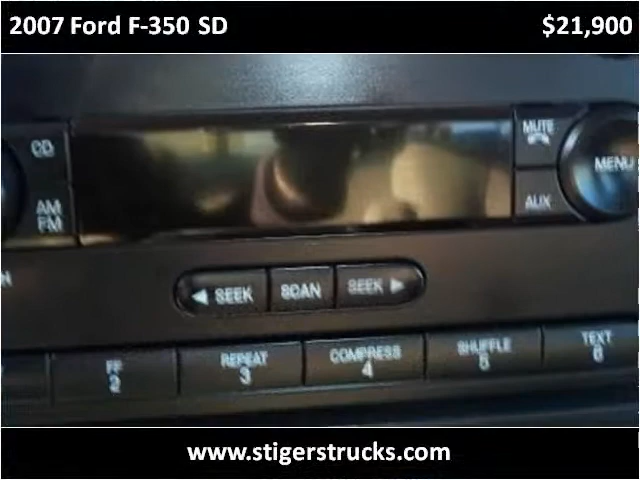 2007 Ford F-350 SD $21,900
CD
MUTE
MENU
AM
FM
AUX
SEEK SCAN SEEK
FF REPEAT COMPRESS SHUFFLE TEXT
2 3 4 5 6
www.stigerstrucks.com